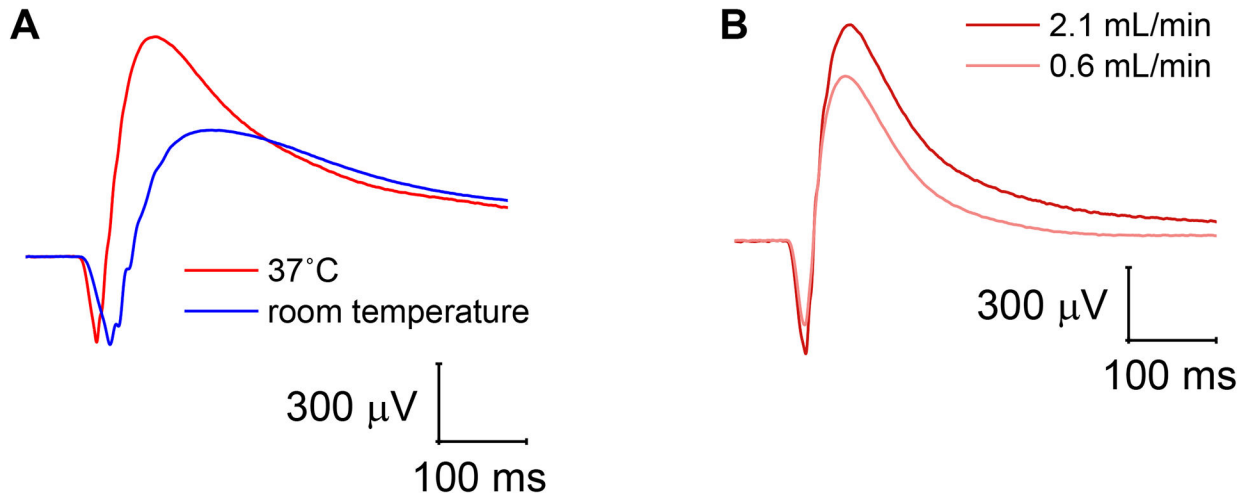 A
37˚C
room temperature
300 μV
100 ms
B
2.1 mL/min
0.6 mL/min
300 μV
100 ms